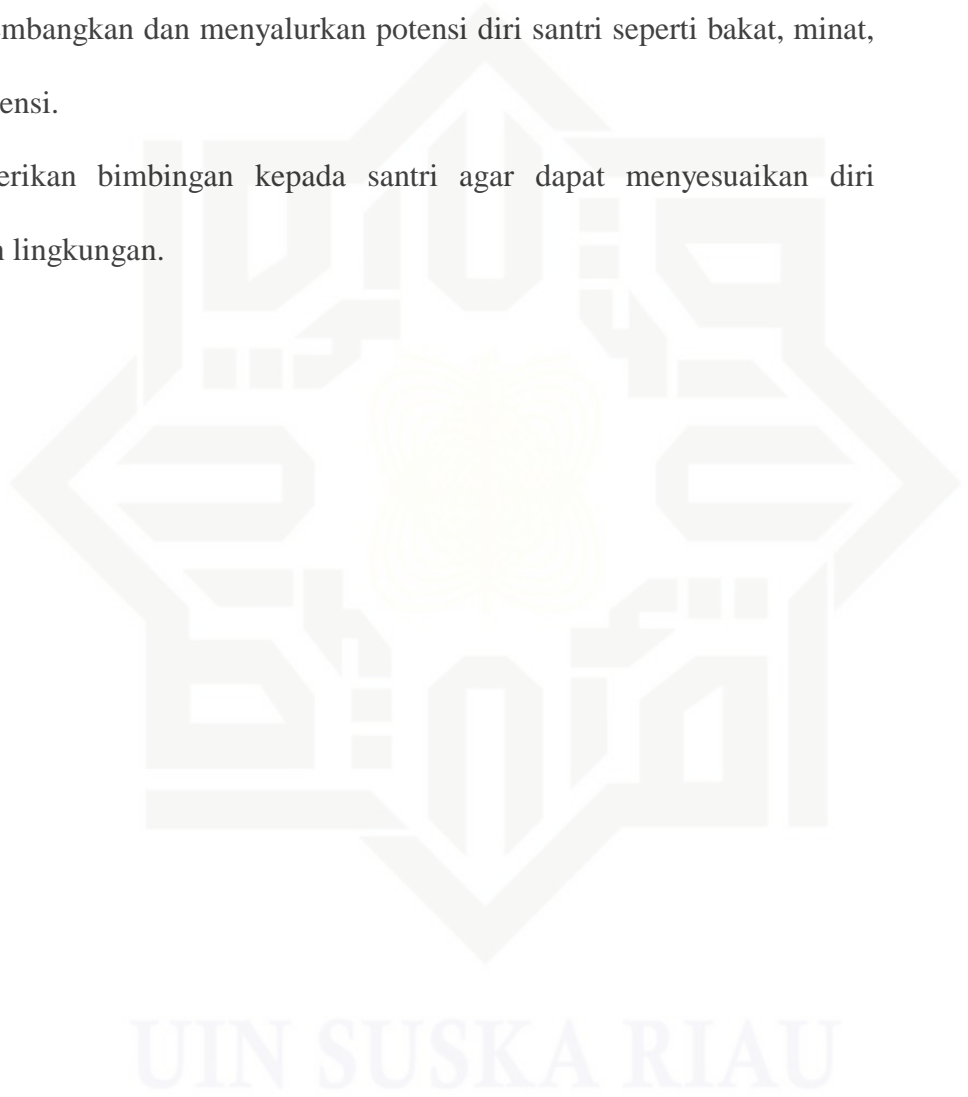 embangkan dan menyalurkan potensi diri santri seperti bakat, minat,
ensi.
erikan bimbingan kepada santri agar dapat menyesuaikan diri
lingkungan.
UIN SUSKA RIAU